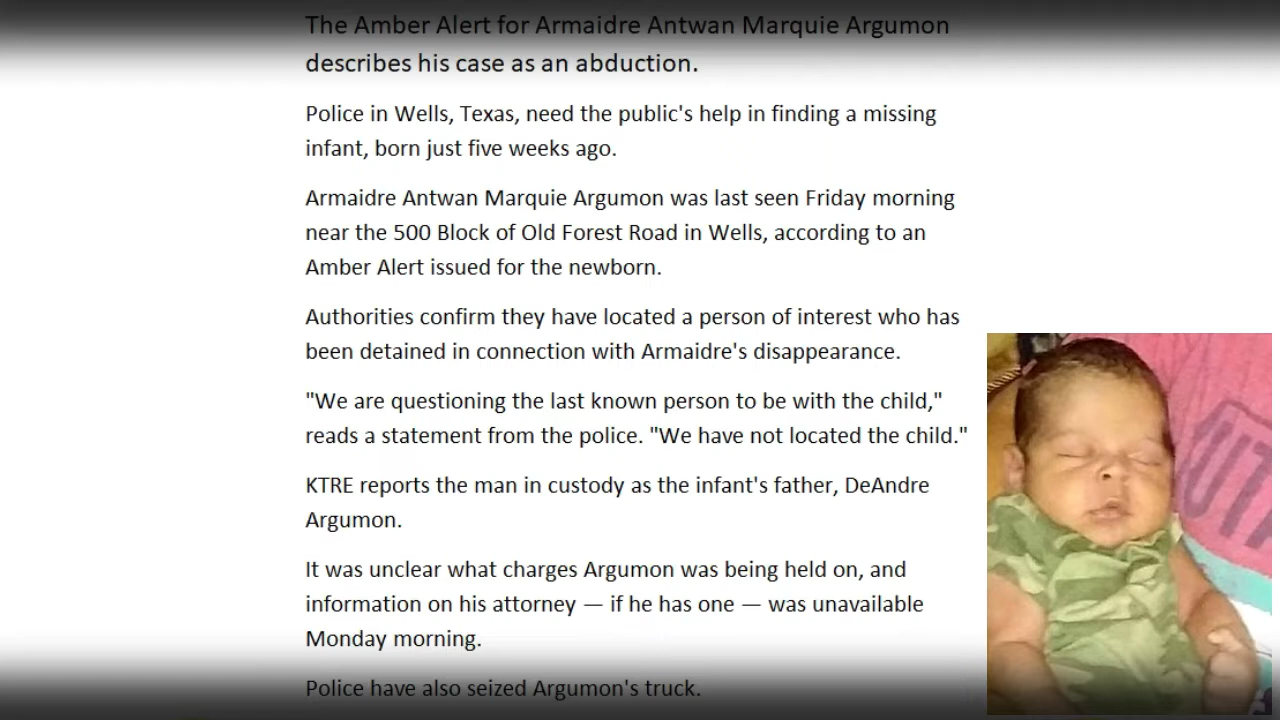 The Amber Alert for Armaidre Antwan Marquie Argumon
describes his case as an abduction.
Police in Wells, Texas, need the public's help in finding a missing
infant, born just five weeks ago.
Armaidre Antwan Marquie Argumon was last seen Friday morning
near the 500 Block of Old Forest Road in Wells, according to an
Amber Alert issued for the newborn.
Authorities confirm they have located a person of interest who has
been detained in connection with Armaidre's disappearance.
"We are questioning the last known person to be with the child,"
reads a statement from the police. "We have not located the child."
KTRE reports the man in custody as the infant's father, DeAndre
Argumon.
It was unclear what charges Argumon was being held on, and
information on his attorney — if he has one — was unavailable
Monday morning.
Police have also seized Argumon's truck.